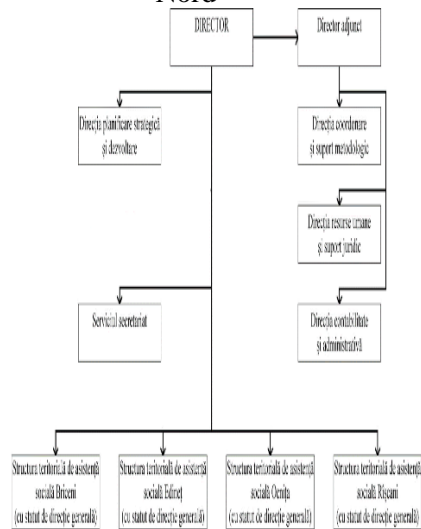 Nord
DIRECTOR
Director adjunct
Direcția planificare strategică
și dezvoltare
Direcția coordonare
și suport metodologic
Direcția resurse umane
și suport juridic
Serviciul secretariat
Direcția contabilitate
și administrativă
Structura teritorială de asistență
socială Briceni
(cu statut de direcție generală)
Structura teritorială de asistență
socială Edineț
(cu statut de direcție generală)
Structura teritorială de asistență
socială Ocnița
(cu statut de direcție generală)
Structura teritorială de asistență
socială Rîșcani
(cu statut de direcție generală)